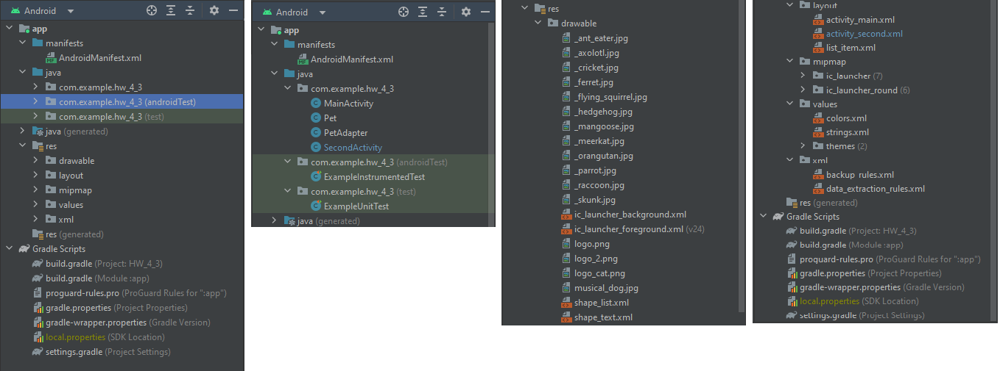 Android
app
manifests
AndroidManifest.xml
java
com.example.hw_4_3
com.example.hw_4_3 (androidTest)
com.example.hw_4_3 (test)
java (generated)
res
drawable
layout
mipmap
values
xml
res (generated)
Gradle Scripts
build.gradle (Project: HW_4_3)
build.gradle (Module :app)
proguard-rules.pro (ProGuard Rules for ":app")
gradle.properties (Project Properties)
gradle-wrapper.properties (Gradle Version)
local.properties (SDK Location)
settings.gradle (Project Settings)
Android
app
manifests
AndroidManifest.xml
java
com.example.hw_4_3
MainActivity
Pet
PetAdapter
SecondActivity
com.example.hw_4_3 (androidTest)
ExampleInstrumentedTest
com.example.hw_4_3 (test)
ExampleUnitTest
java (generated)
res
drawable
_ant_eater.jpg
_axolotl.jpg
_cricket.jpg
_ferret.jpg
_flying_squirrel.jpg
_hedgehog.jpg
_mangoose.jpg
_meerkat.jpg
_orangutan.jpg
_parrot.jpg
_raccoon.jpg
_skunk.jpg
ic_launcher_background.xml
ic_launcher_foreground.xml (v24)
logo.png
logo_2.png
logo_cat.png
musical_dog.jpg
shape_list.xml
shape_text.xml
layout
activity_main.xml
activity_second.xml
list_item.xml
mipmap
ic_launcher (7)
ic_launcher_round (6)
values
colors.xml
strings.xml
themes (2)
xml
backup_rules.xml
data_extraction_rules.xml
res (generated)
Gradle Scripts
build.gradle (Project: HW_4_3)
build.gradle (Module :app)
proguard-rules.pro (ProGuard Rules for ":app")
gradle.properties (Project Properties)
gradle-wrapper.properties (Gradle Version)
local.properties (SDK Location)
settings.gradle (Project Settings)